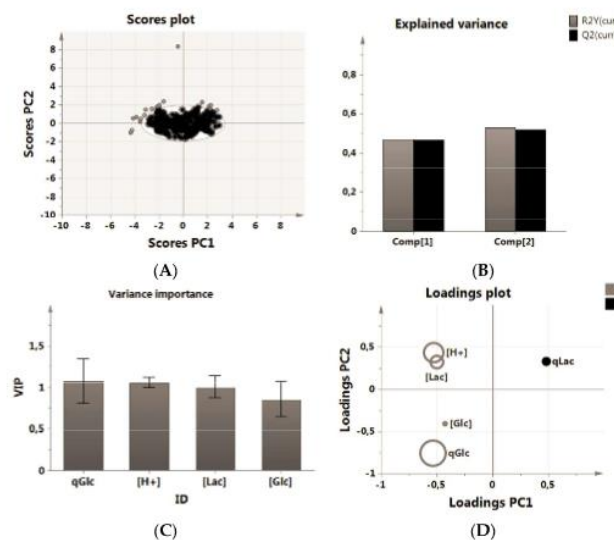 Scores plot
Scores PC2
8
6
4
2
0
-2
-4
-6
-8
-10
-10 -8 -6 -4 -2 0 2 4 6 8
Scores PC1
(A)
Explained variance
R2Y(cum
Q2(cum
0,8
0,6
0,4
0,2
0
Comp[1] Comp[2]
(B)
Variance importance
VIP
1,5
1
0,5
0
qGlc [H+] [Lac] [Glc]
ID
(C)
Loadings plot
Loadings PC2
0,5
0
-0,5
-1
[H+]
[Lac]
qLac
[Glc]
qGlc
-1 -0,5 0 0,5 1
Loadings PC1
(D)